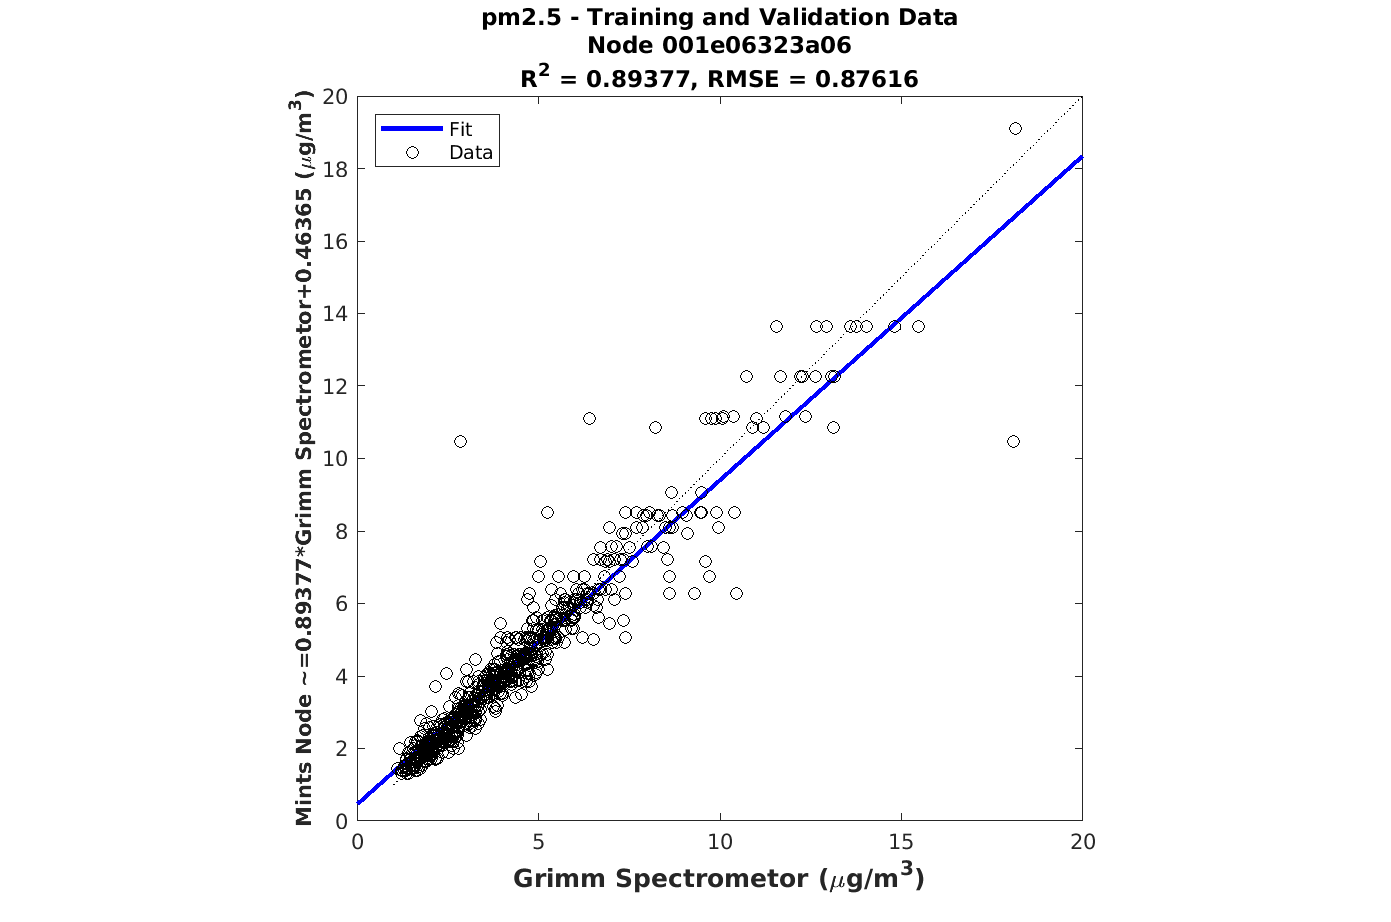 pm2.5 - Training and Validation Data
Node 001e06323a06
R² = 0.89377, RMSE = 0.87616
Mints Node ~=0.89377*Grimm Spectrometor+0.46365 (μg/m³)
20
18
16
14
12
10
8
6
4
2
0
Fit
Data
0
5
10
15
20
Grimm Spectrometor (μg/m³)